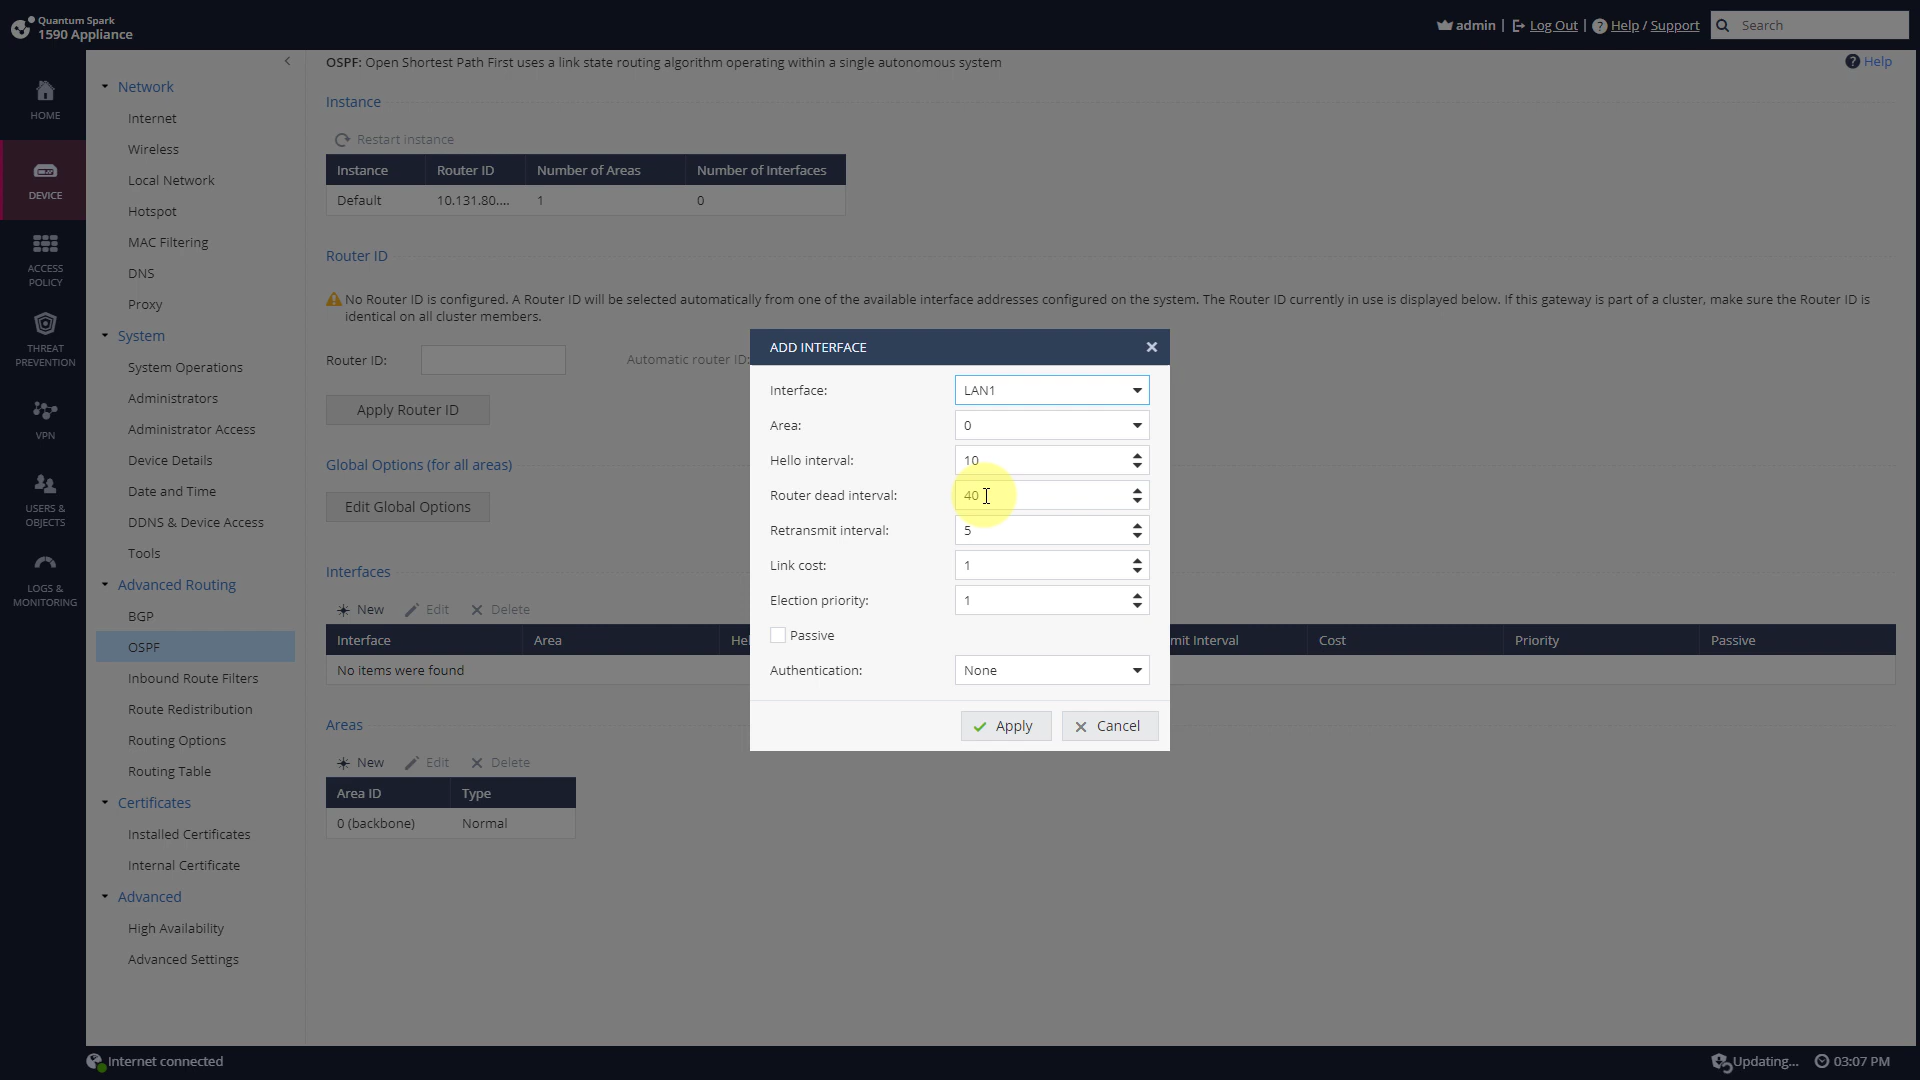 Quantum Spark
1590 Appliance
admin | Log Out | Help / Support
Search
HOME
DEVICE
ACCESS
POLICY
THREAT
PREVENTION
VPN
USERS &
OBJECTS
LOGS &
MONITORING
Network
Internet
Wireless
Local Network
Hotspot
MAC Filtering
DNS
Proxy
System
System Operations
Administrators
Administrator Access
Device Details
Date and Time
DDNS & Device Access
Tools
Advanced Routing
BGP
OSPF
Inbound Route Filters
Route Redistribution
Routing Options
Routing Table
Certificates
Installed Certificates
Internal Certificate
Advanced
High Availability
Advanced Settings
OSPF: Open Shortest Path First uses a link state routing algorithm operating within a single autonomous system
Help
Instance
Restart instance
Instance Router ID Number of Areas Number of Interfaces
Default 10.131.80.... 1 0
Router ID
No Router ID is configured. A Router ID will be selected automatically from one of the available interface addresses configured on the system. The Router ID currently in use is displayed below. If this gateway is part of a cluster, make sure the Router ID is
identical on all cluster members.
Router ID: Automatic router ID:
Apply Router ID
Global Options (for all areas)
Edit Global Options
Interfaces
New Edit Delete
Interface Area Hel mit Interval Cost Priority Passive
No items were found
Areas
New Edit Delete
Area ID Type
0 (backbone) Normal
ADD INTERFACE
Interface: LAN1
Area: 0
Hello interval: 10
Router dead interval: 40
Retransmit interval: 5
Link cost: 1
Election priority: 1
Passive
Authentication: None
Apply Cancel
Internet connected
Updating... 03:07 PM